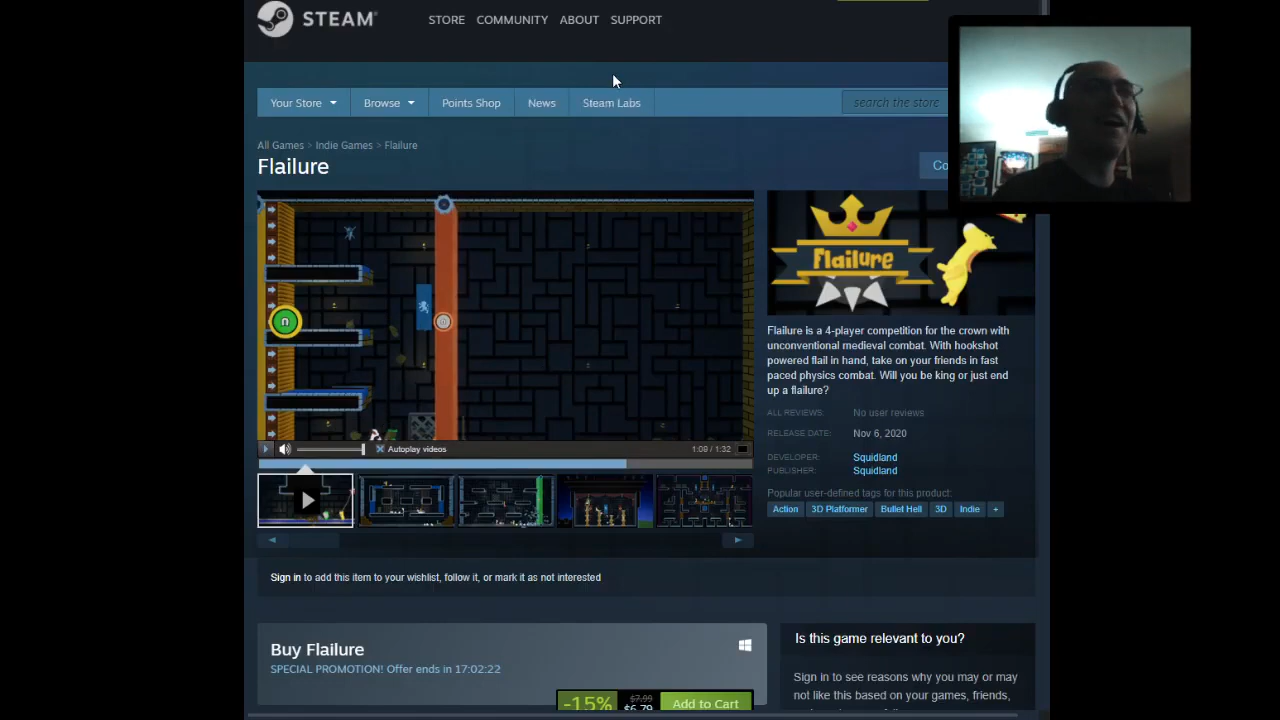 STEAM
STORE COMMUNITY ABOUT SUPPORT
Your Store Browse Points Shop News Steam Labs search the store
All Games > Indie Games > Flailure
Flailure
Co
n
Flailure
Flailure is a 4-player competition for the crown with
unconventional medieval combat. With hookshot
powered flail in hand, take on your friends in fast
paced physics combat. Will you be king or just end
up a flailure?
ALL REVIEWS: No user reviews
RELEASE DATE: Nov 6, 2020
DEVELOPER: Squidland
PUBLISHER: Squidland
Popular user-defined tags for this product:
Action 3D Platformer Bullet Hell 3D Indie +
Autoplay videos 1:09 / 1:32
Sign in to add this item to your wishlist, follow it, or mark it as not interested
Buy Flailure
SPECIAL PROMOTION! Offer ends in 17:02:22
-15% $7.99 $6.79 Add to Cart
Is this game relevant to you?
Sign in to see reasons why you may or
may not like this based on your games, friends,